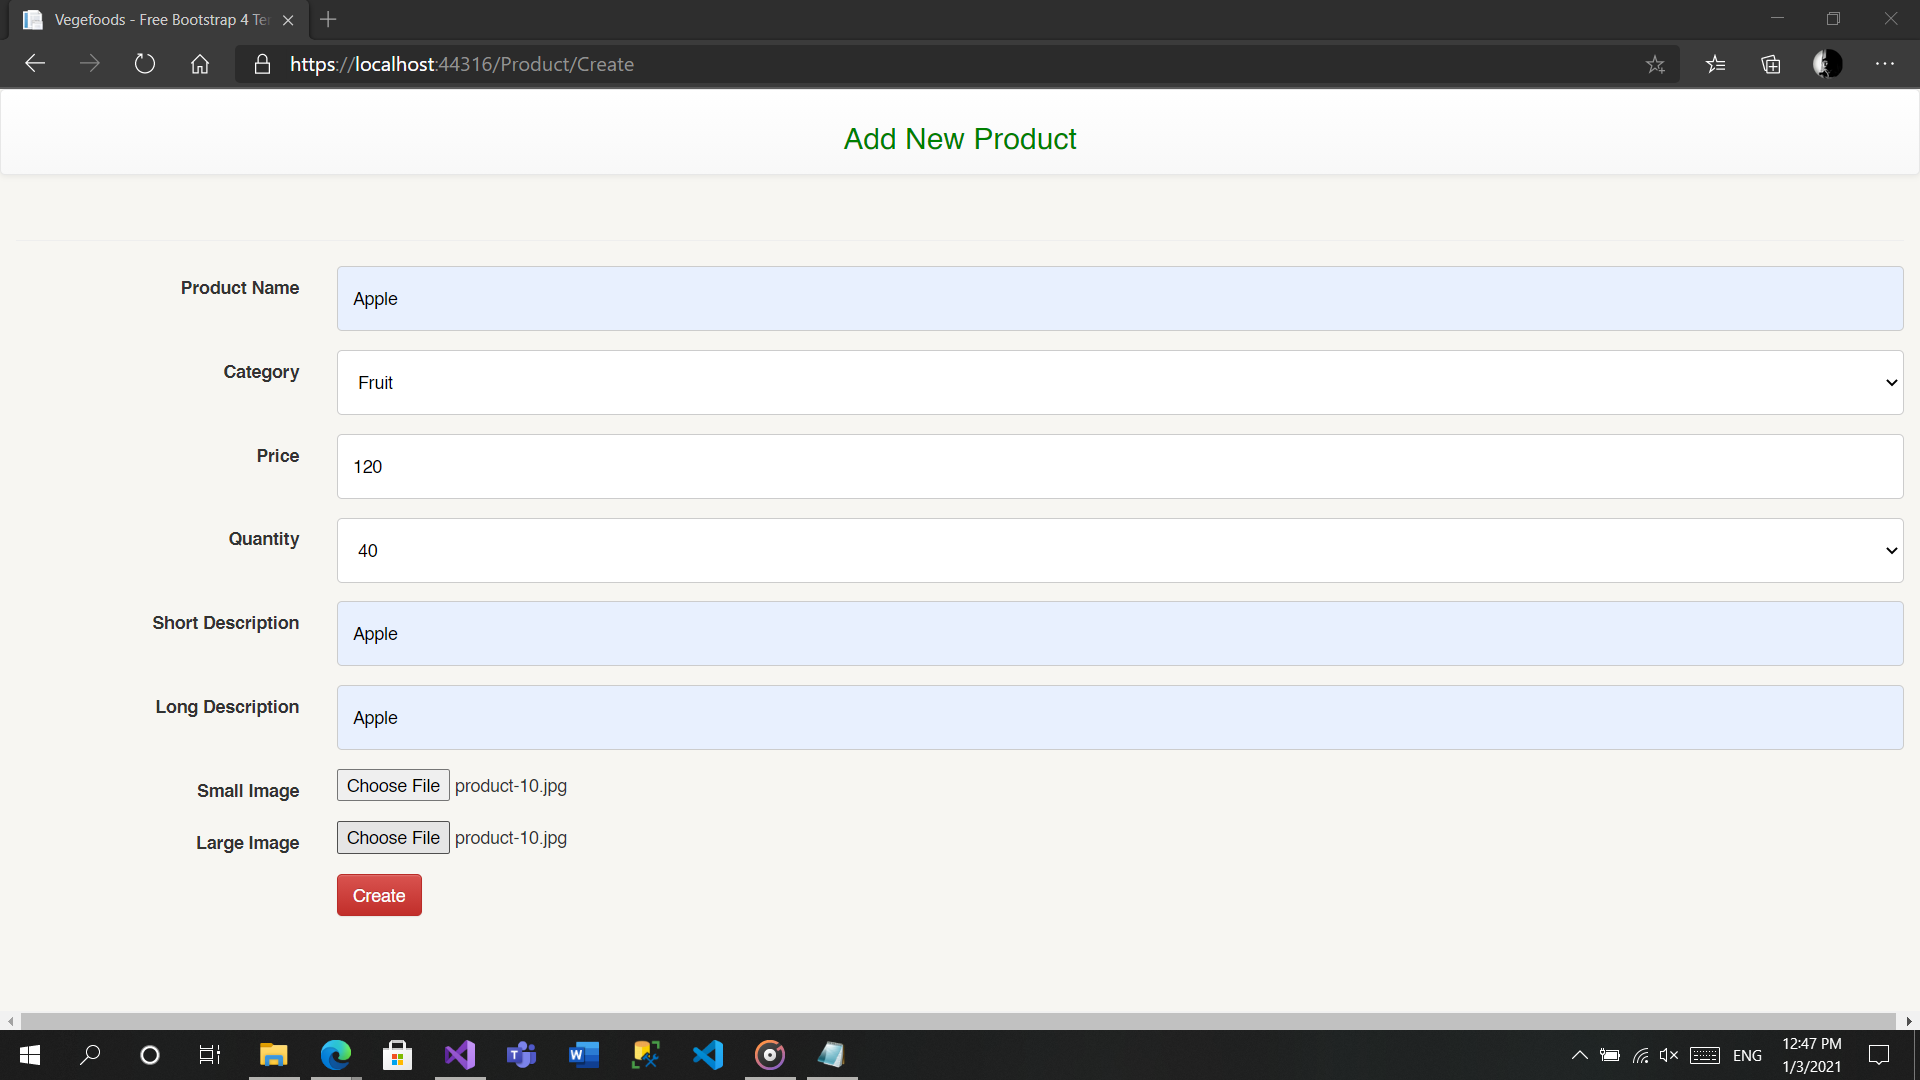 Vegefoods - Free Bootstrap 4 Te
https://localhost:44316/Product/Create
Add New Product
Product Name
Apple
Category
Fruit
Price
120
Quantity
40
Short Description
Apple
Long Description
Apple
Small Image
Choose File product-10.jpg
Large Image
Choose File product-10.jpg
Create
ENG
12:47 PM
1/3/2021